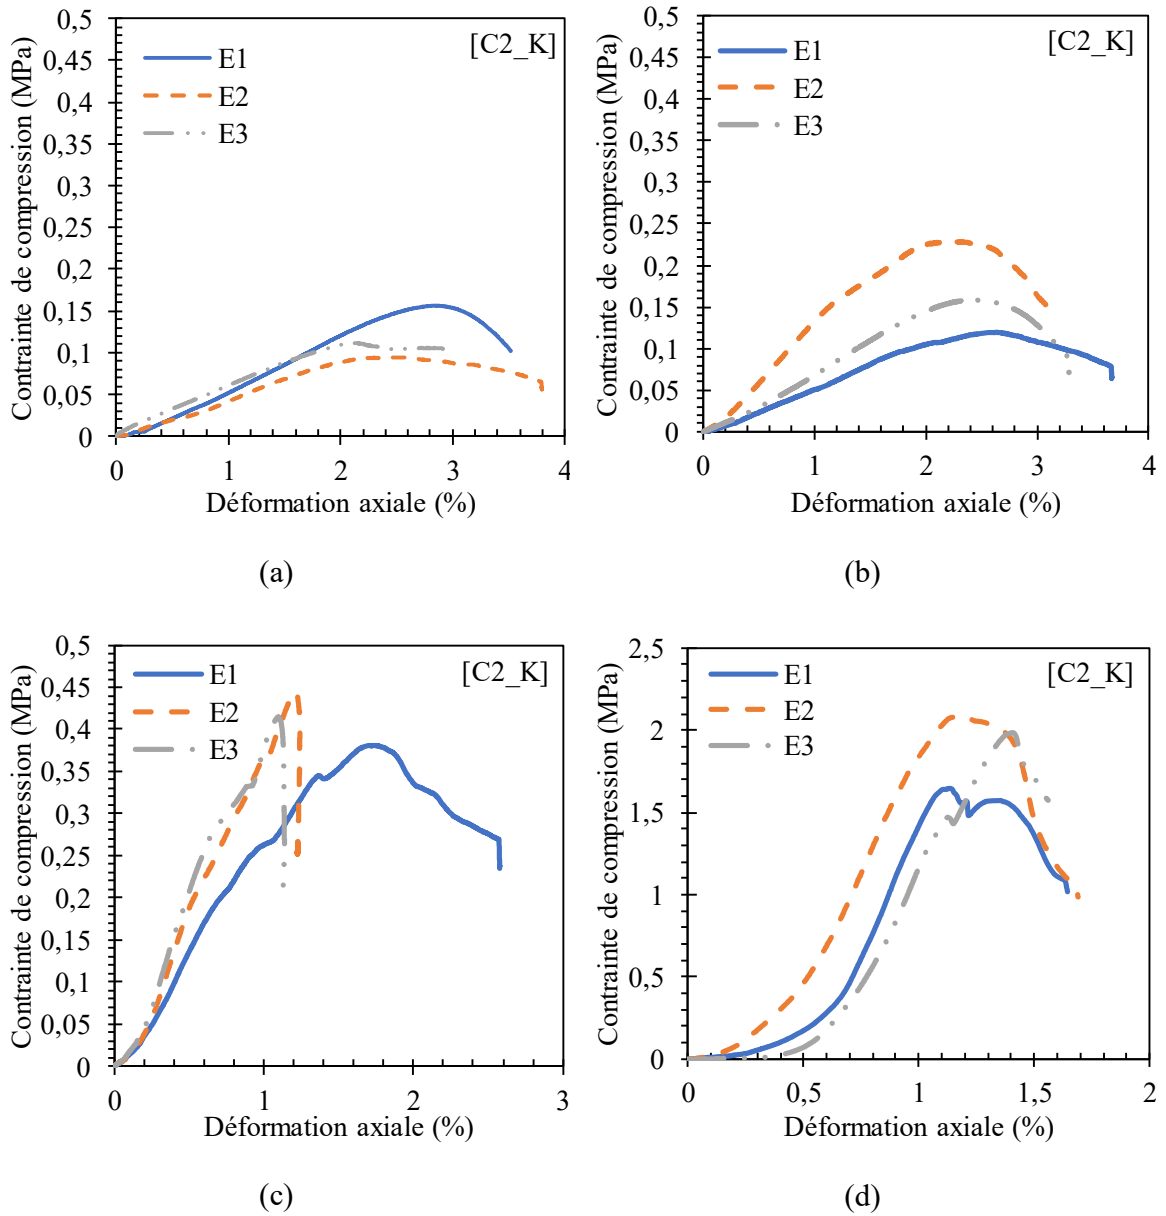 0,5
0,45
0,4
0,35
0,3
0,25
0,2
0,15
0,1
0,05
0
Contrainte de compression (MPa)
[C2_K]
E1
E2
E3
0 1 2 3 4
Déformation axiale (%)
(a)
0,5
0,45
0,4
0,35
0,3
0,25
0,2
0,15
0,1
0,05
0
Contrainte de compression (MPa)
[C2_K]
E1
E2
E3
0 1 2 3 4
Déformation axiale (%)
(b)
0,5
0,45
0,4
0,35
0,3
0,25
0,2
0,15
0,1
0,05
0
Contrainte de compression (MPa)
[C2_K]
E1
E2
E3
0 1 2 3
Déformation axiale (%)
(c)
2,5
2
1,5
1
0,5
0
Contrainte de compression (MPa)
[C2_K]
E1
E2
E3
0 0,5 1 1,5 2
Déformation axiale (%)
(d)